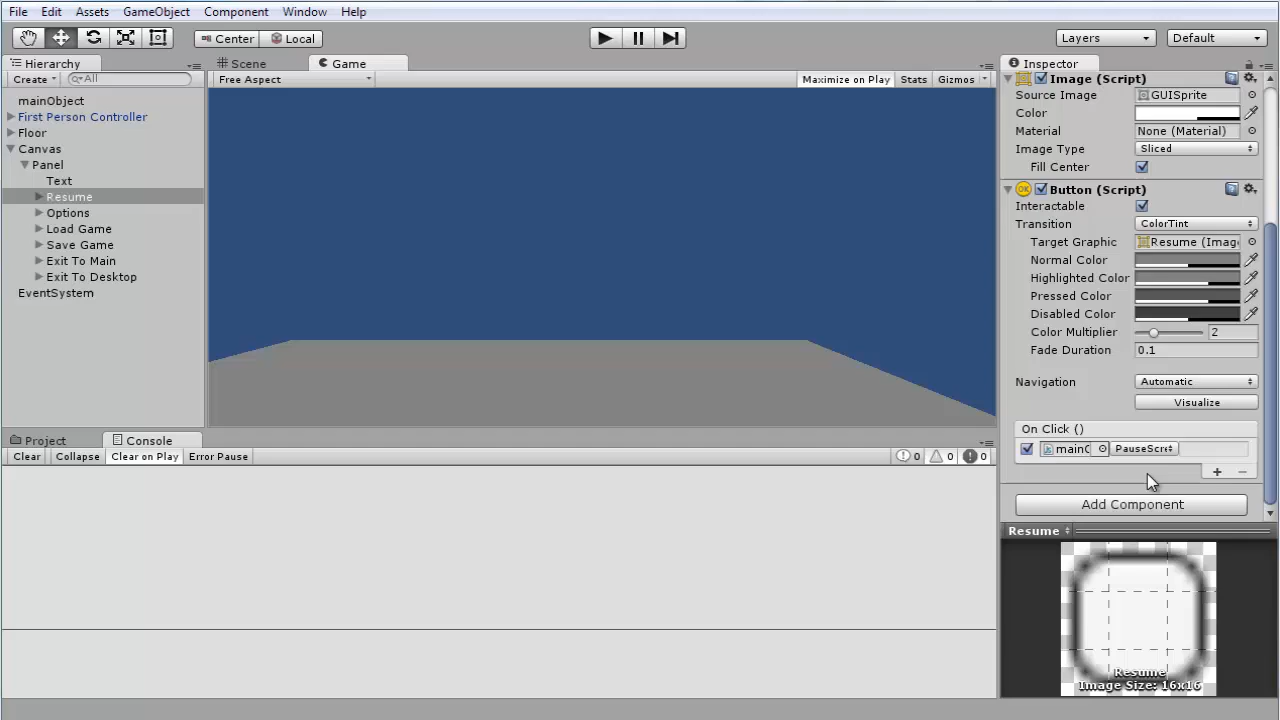 File Edit Assets GameObject Component Window Help
Center Local Layers Default
Hierarchy
Create All
mainObject
First Person Controller
Floor
Canvas
Panel
Text
Resume
Options
Load Game
Save Game
Exit To Main
Exit To Desktop
EventSystem
Scene Game
Free Aspect Maximize on Play Stats Gizmos
Project Console
Clear Collapse Clear on Play Error Pause 0 0 0
Inspector
Image (Script)
Source Image GUISprite
Color
Material None (Material)
Image Type Sliced
Fill Center
OK Button (Script)
Interactable
Transition ColorTint
Target Graphic Resume (Imag
Normal Color
Highlighted Color
Pressed Color
Disabled Color
Color Multiplier 2
Fade Duration 0.1
Navigation Automatic
Visualize
On Click ()
mainO PauseScr
+ −
Add Component
Resume
Resume
Image Size: 16x16